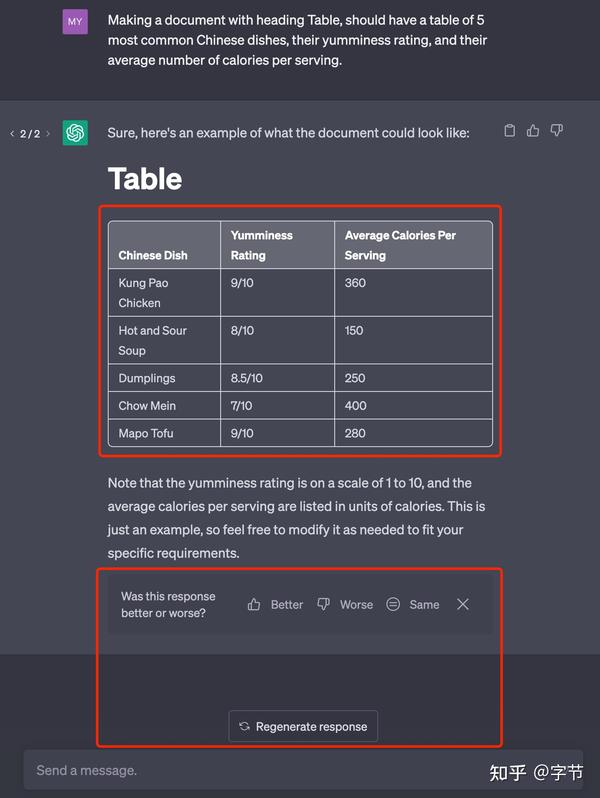 MY
Making a document with heading Table, should have a table of 5
most common Chinese dishes, their yumminess rating, and their
average number of calories per serving.
2/2
Sure, here's an example of what the document could look like:
Table
Chinese Dish Yumminess Rating Average Calories Per Serving
Kung Pao Chicken 9/10 360
Hot and Sour Soup 8/10 150
Dumplings 8.5/10 250
Chow Mein 7/10 400
Mapo Tofu 9/10 280
Note that the yumminess rating is on a scale of 1 to 10, and the
average calories per serving are listed in units of calories. This is
just an example, so feel free to modify it as needed to fit your
specific requirements.
Was this response
better or worse?
Better Worse Same
Regenerate response
Send a message.
知乎 @字节